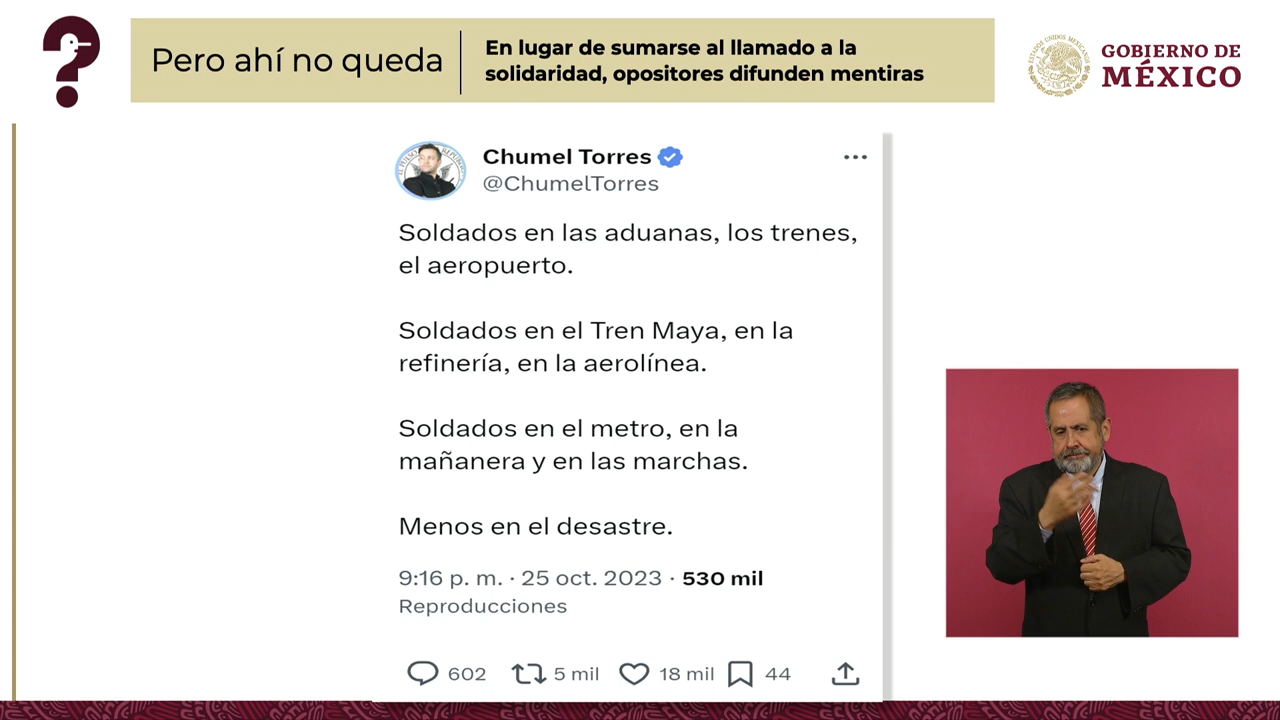 Pero ahí no queda
En lugar de sumarse al llamado a la
solidaridad, opositores difunden mentiras
GOBIERNO DE
MÉXICO
Chumel Torres
@ChumelTorres
Soldados en las aduanas, los trenes,
el aeropuerto.
Soldados en el Tren Maya, en la
refinería, en la aerolínea.
Soldados en el metro, en la
mañanera y en las marchas.
Menos en el desastre.
9:16 p. m. · 25 oct. 2023 · 530 mil
Reproducciones
602 5 mil 18 mil 44